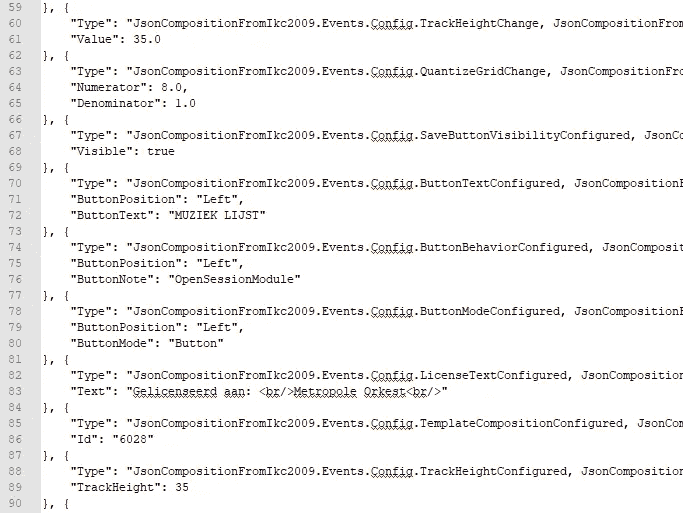 59 }, {
60 "Type": "JsonCompositionFromIkc2009.Events.Config.TrackHeightChange, JsonCompositionFrom
61 "Value": 35.0
62 }, {
63 "Type": "JsonCompositionFromIkc2009.Events.Config.QuantizeGridChange, JsonCompositionFro
64 "Numerator": 8.0,
65 "Denominator": 1.0
66 }, {
67 "Type": "JsonCompositionFromIkc2009.Events.Config.SaveButtonVisibilityConfigured, JsonCo
68 "Visible": true
69 }, {
70 "Type": "JsonCompositionFromIkc2009.Events.Config.ButtonTextConfigured, JsonCompositionF
71 "ButtonPosition": "Left",
72 "ButtonText": "MUZIEK LIJST"
73 }, {
74 "Type": "JsonCompositionFromIkc2009.Events.Config.ButtonBehaviorConfigured, JsonComposit
75 "ButtonPosition": "Left",
76 "ButtonNote": "OpenSessionModule"
77 }, {
78 "Type": "JsonCompositionFromIkc2009.Events.Config.ButtonModeConfigured, JsonCompositionF
79 "ButtonPosition": "Left",
80 "ButtonMode": "Button"
81 }, {
82 "Type": "JsonCompositionFromIkc2009.Events.Config.LicenseTextConfigured, JsonComposition
83 "Text": "Gelicenseerd aan: <br/>Metropole Orkest<br/>"
84 }, {
85 "Type": "JsonCompositionFromIkc2009.Events.Config.TemplateCompositionConfigured, JsonCom
86 "Id": "6028"
87 }, {
88 "Type": "JsonCompositionFromIkc2009.Events.Config.TrackHeightConfigured, JsonComposition
89 "TrackHeight": 35
90 }, {